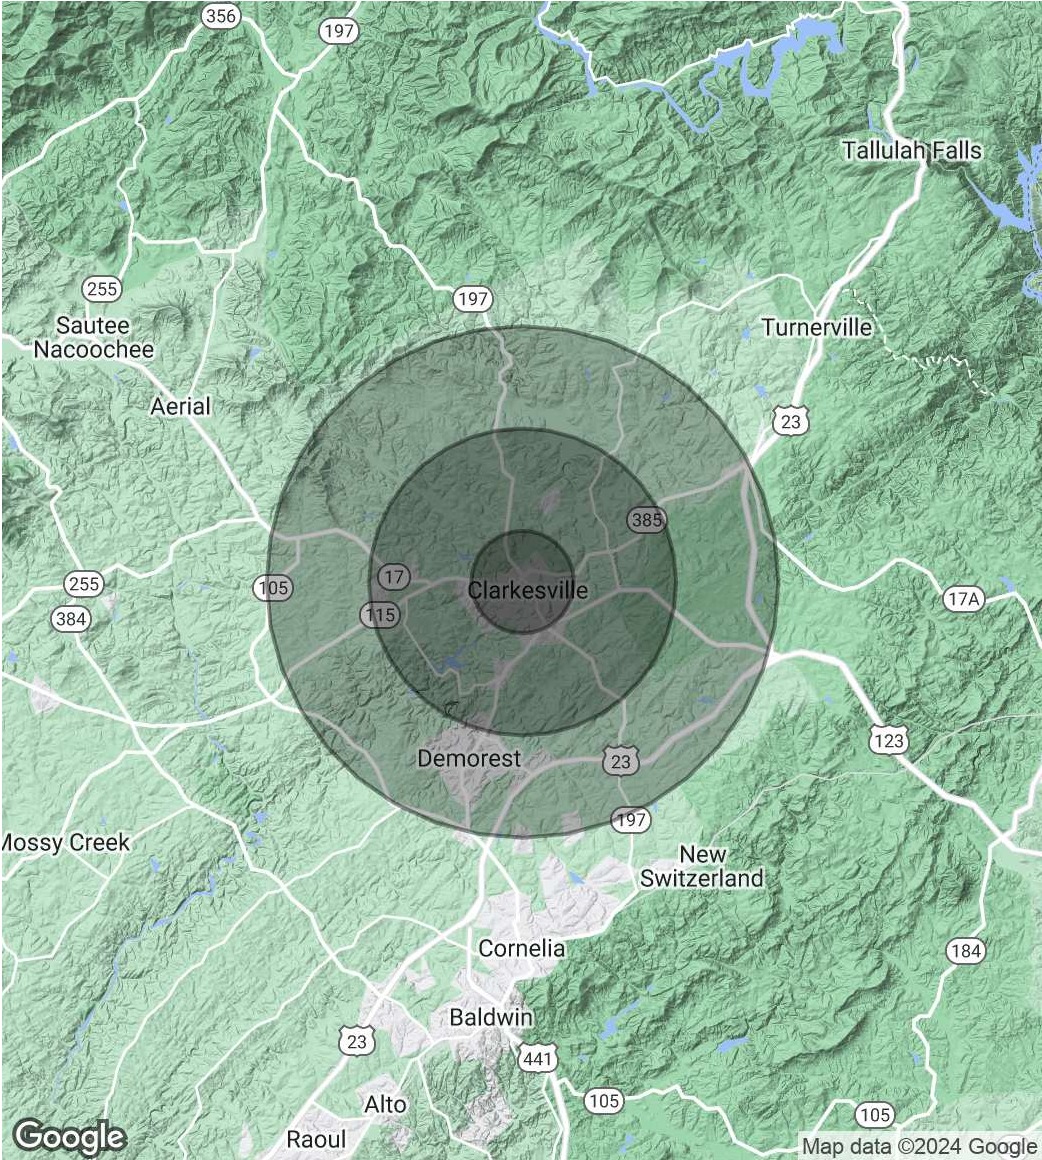 356
197
Tallulah Falls
255
197
Sautee
Nacoochee
Turnerville
Aerial
23
385
17
Clarkesville
255
105
17A
384
115
123
Demorest
23
197
Mossy Creek
New
Switzerland
Cornelia
184
Baldwin
23
441
105
Alto
105
Raoul
Google
Map data ©2024 Google